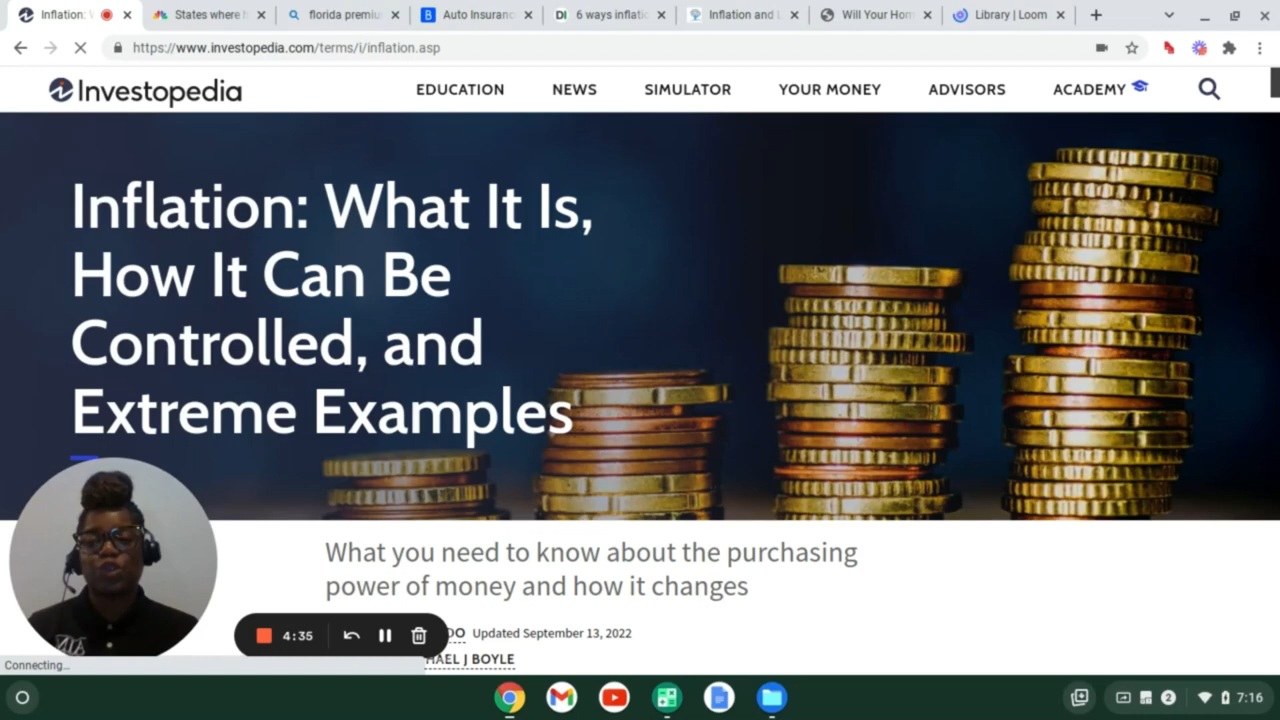 Inflation: W
States where h
florida premiu
Auto Insuranc
DI
6 ways inflati
Inflation and L
Will Your Hom
Library | Loom
https://www.investopedia.com/terms/i/inflation.asp
Investopedia
EDUCATION
NEWS
SIMULATOR
YOUR MONEY
ADVISORS
ACADEMY
Inflation: What It Is,
How It Can Be
Controlled, and
Extreme Examples
What you need to know about the purchasing
power of money and how it changes
Updated September 13, 2022
4:35
HAEL J BOYLE
Connecting...
2
7:16